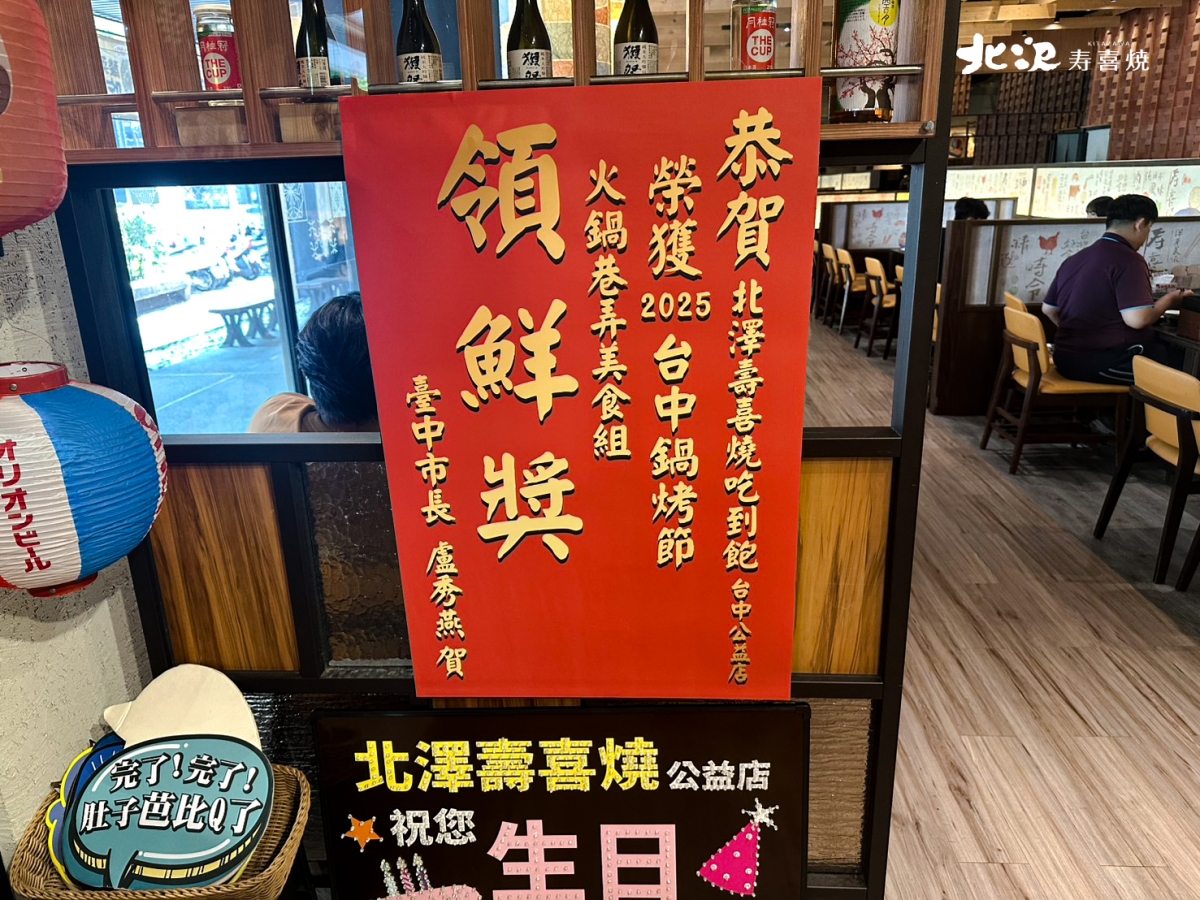 北沢 寿喜燒
KITAZAWA
THE CUP
THE CUP
恭賀 北澤壽喜燒吃到飽 台中公益店
榮獲 2025 台中鍋烤節
火鍋巷弄美食組
領鮮獎
臺中市長 盧秀燕 賀
オリオンビール
完了!完了!
肚子芭比Q了
北澤壽喜燒 公益店
祝您
生日